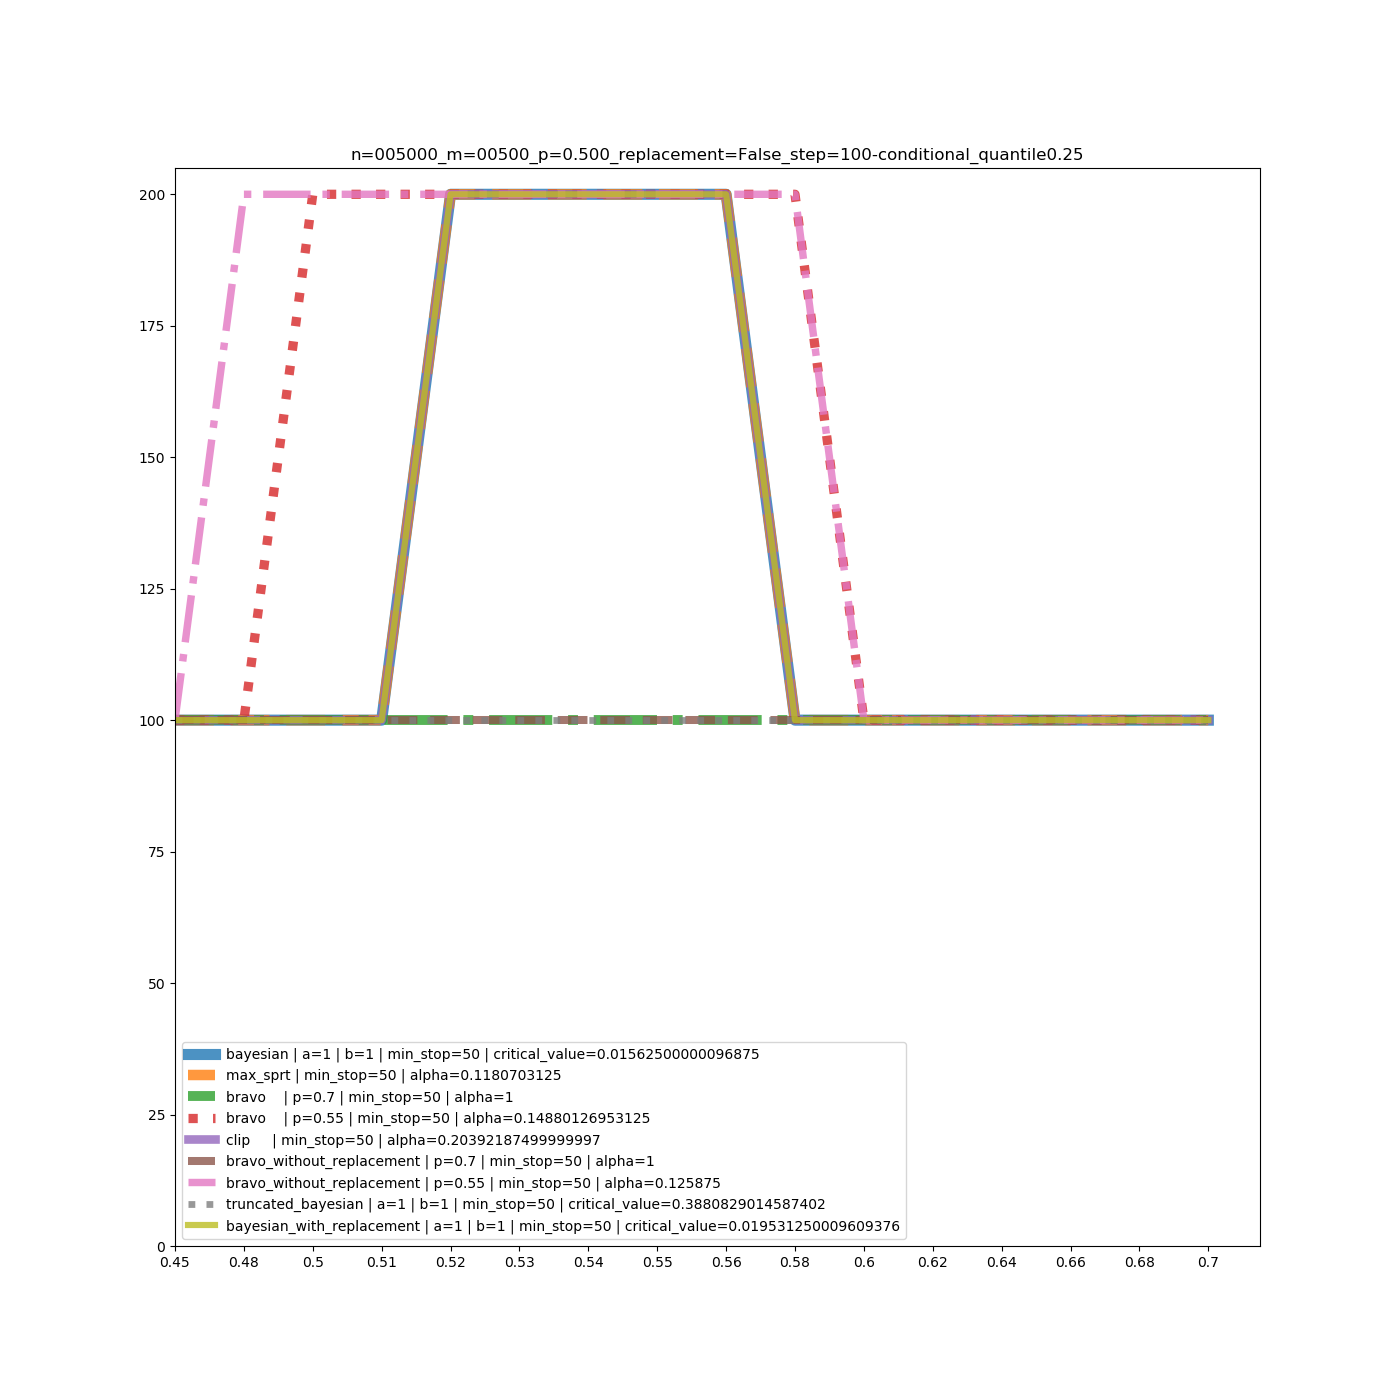 n=005000_m=00500_p=0.500_replacement=False_step=100-conditional_quantile0.25
200
175
150
125
100
75
50
25
0
bayesian | a=1 | b=1 | min_stop=50 | critical_value=0.01562500000096875
max_sprt | min_stop=50 | alpha=0.1180703125
bravo | p=0.7 | min_stop=50 | alpha=1
bravo | p=0.55 | min_stop=50 | alpha=0.14880126953125
clip | min_stop=50 | alpha=0.20392187499999997
bravo_without_replacement | p=0.7 | min_stop=50 | alpha=1
bravo_without_replacement | p=0.55 | min_stop=50 | alpha=0.125875
truncated_bayesian | a=1 | b=1 | min_stop=50 | critical_value=0.3880829014587402
bayesian_with_replacement | a=1 | b=1 | min_stop=50 | critical_value=0.019531250009609376
0.45 0.48 0.5 0.51 0.52 0.53 0.54 0.55 0.56 0.58 0.6 0.62 0.64 0.66 0.68 0.7